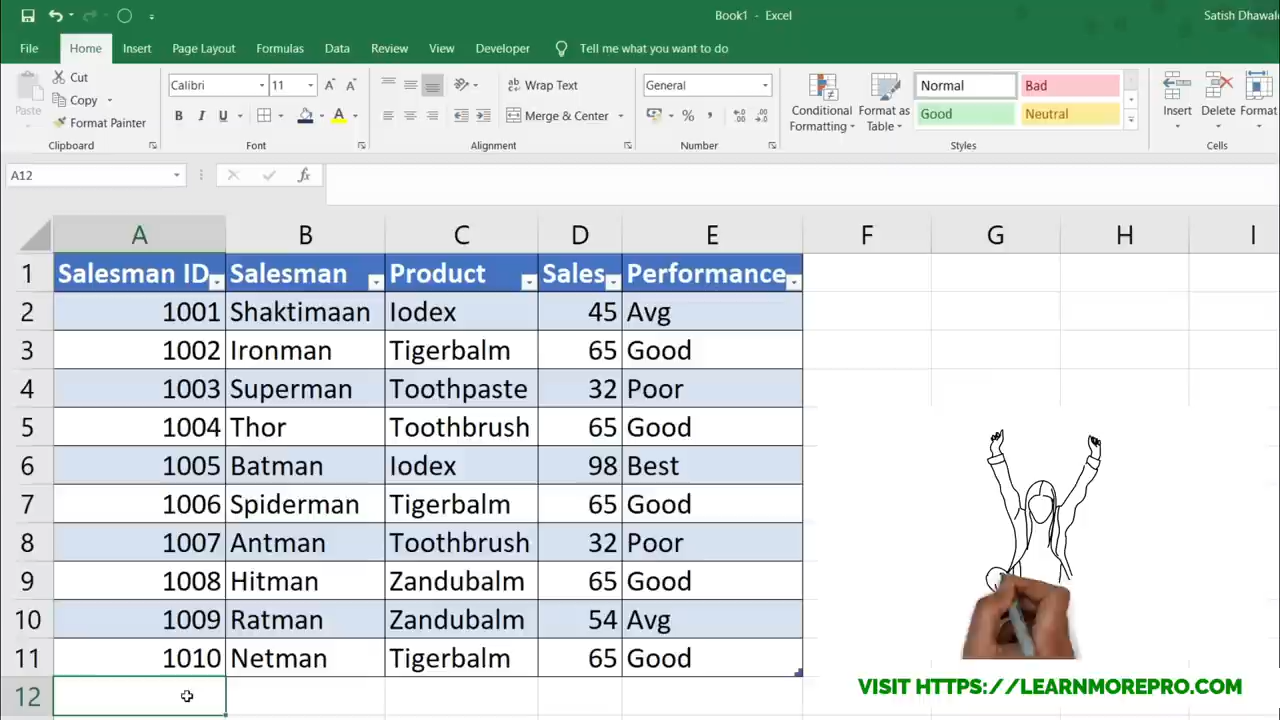 Book1 - Excel
Satish Dhawal
File Home Insert Page Layout Formulas Data Review View Developer Tell me what you want to do
Paste
Cut
Copy
Format Painter
Clipboard
Calibri 11 A A
B I U A
Font
Wrap Text
Merge & Center
Alignment
General
% ,
Number
Conditional Formatting
Format as Table
Normal Bad
Good Neutral
Styles
Insert Delete Format
Cells
A12 fx
A B C D E F G H I
1 Salesman ID Salesman Product Sales Performance
2 1001 Shaktimaan Iodex 45 Avg
3 1002 Ironman Tigerbalm 65 Good
4 1003 Superman Toothpaste 32 Poor
5 1004 Thor Toothbrush 65 Good
6 1005 Batman Iodex 98 Best
7 1006 Spiderman Tigerbalm 65 Good
8 1007 Antman Toothbrush 32 Poor
9 1008 Hitman Zandubalm 65 Good
10 1009 Ratman Zandubalm 54 Avg
11 1010 Netman Tigerbalm 65 Good
12
VISIT HTTPS://LEARNMOREPRO.COM